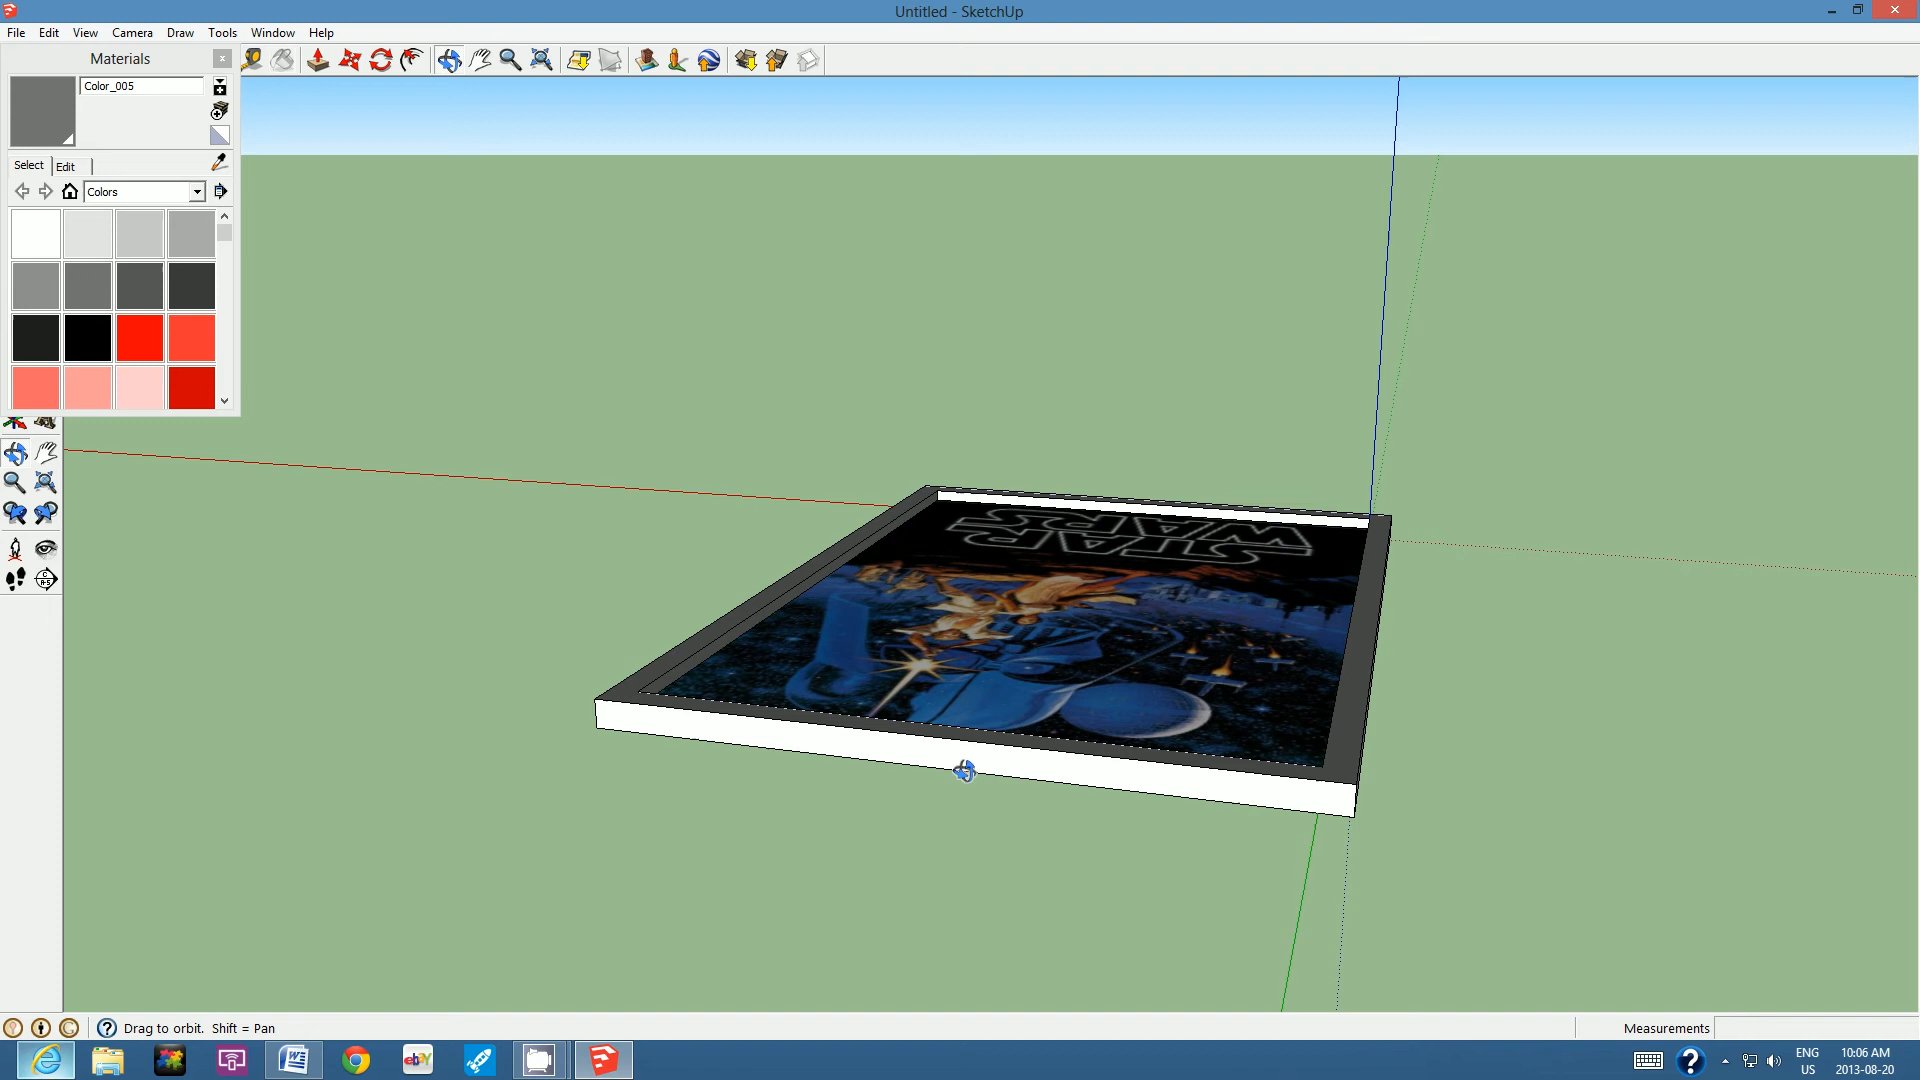 Untitled - SketchUp
File Edit View Camera Draw Tools Window Help
Materials
Color_005
Select Edit
Colors
STAR
WARS
Drag to orbit. Shift = Pan
Measurements
ebY
ENG 10:06 AM
US 2013-08-20